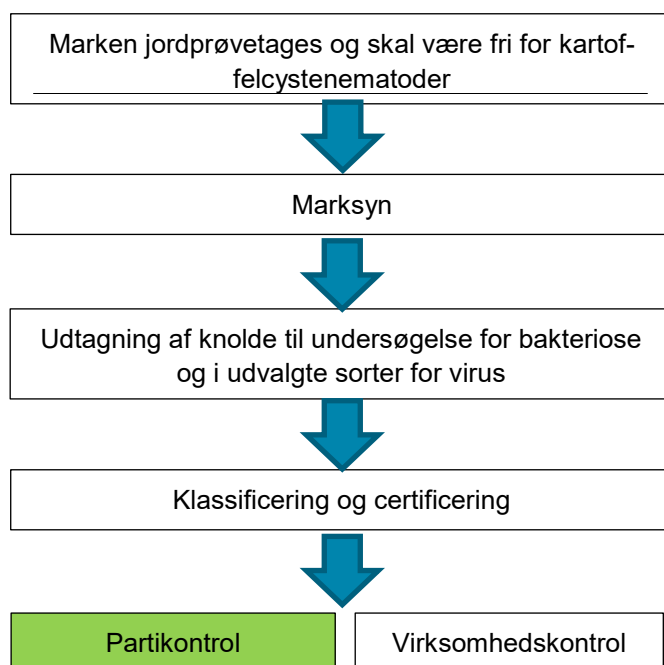 Marken jordprøvetages og skal være fri for kartof-
felcystenematoder
Marksyn
Udtagning af knolde til undersøgelse for bakteriose
og i udvalgte sorter for virus
Klassificering og certificering
Partikontrol
Virksomhedskontrol